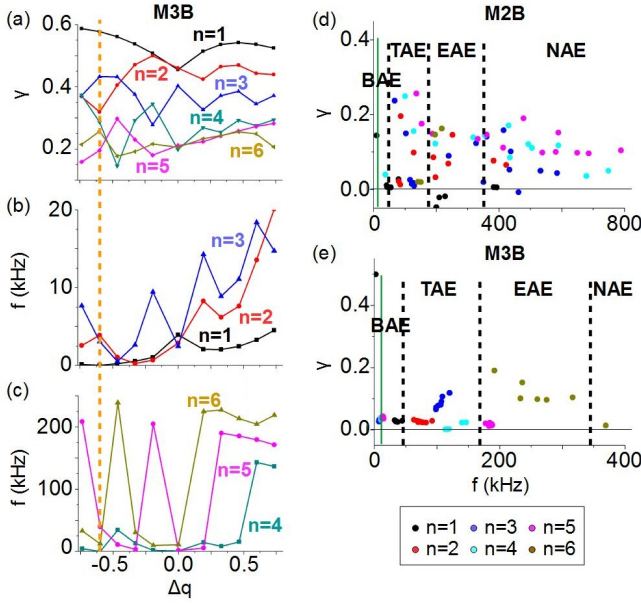 M3B
(a)
n=1
n=2
n=3
n=4
n=5
n=6
γ
0.6
0.4
0.2
(b)
n=3
n=2
n=1
f (kHz)
20
10
0
(c)
n=6
n=5
n=4
f (kHz)
200
100
0
-0.5 0.0 0.5
Δq
(d)
M2B
TAE EAE NAE
BAE
γ
0.4
0.2
0.0
0 200 400 600 800
(e)
M3B
TAE EAE NAE
BAE
γ
0.4
0.2
0.0
0 200 400
f (kHz)
n=1 n=3 n=5
n=2 n=4 n=6